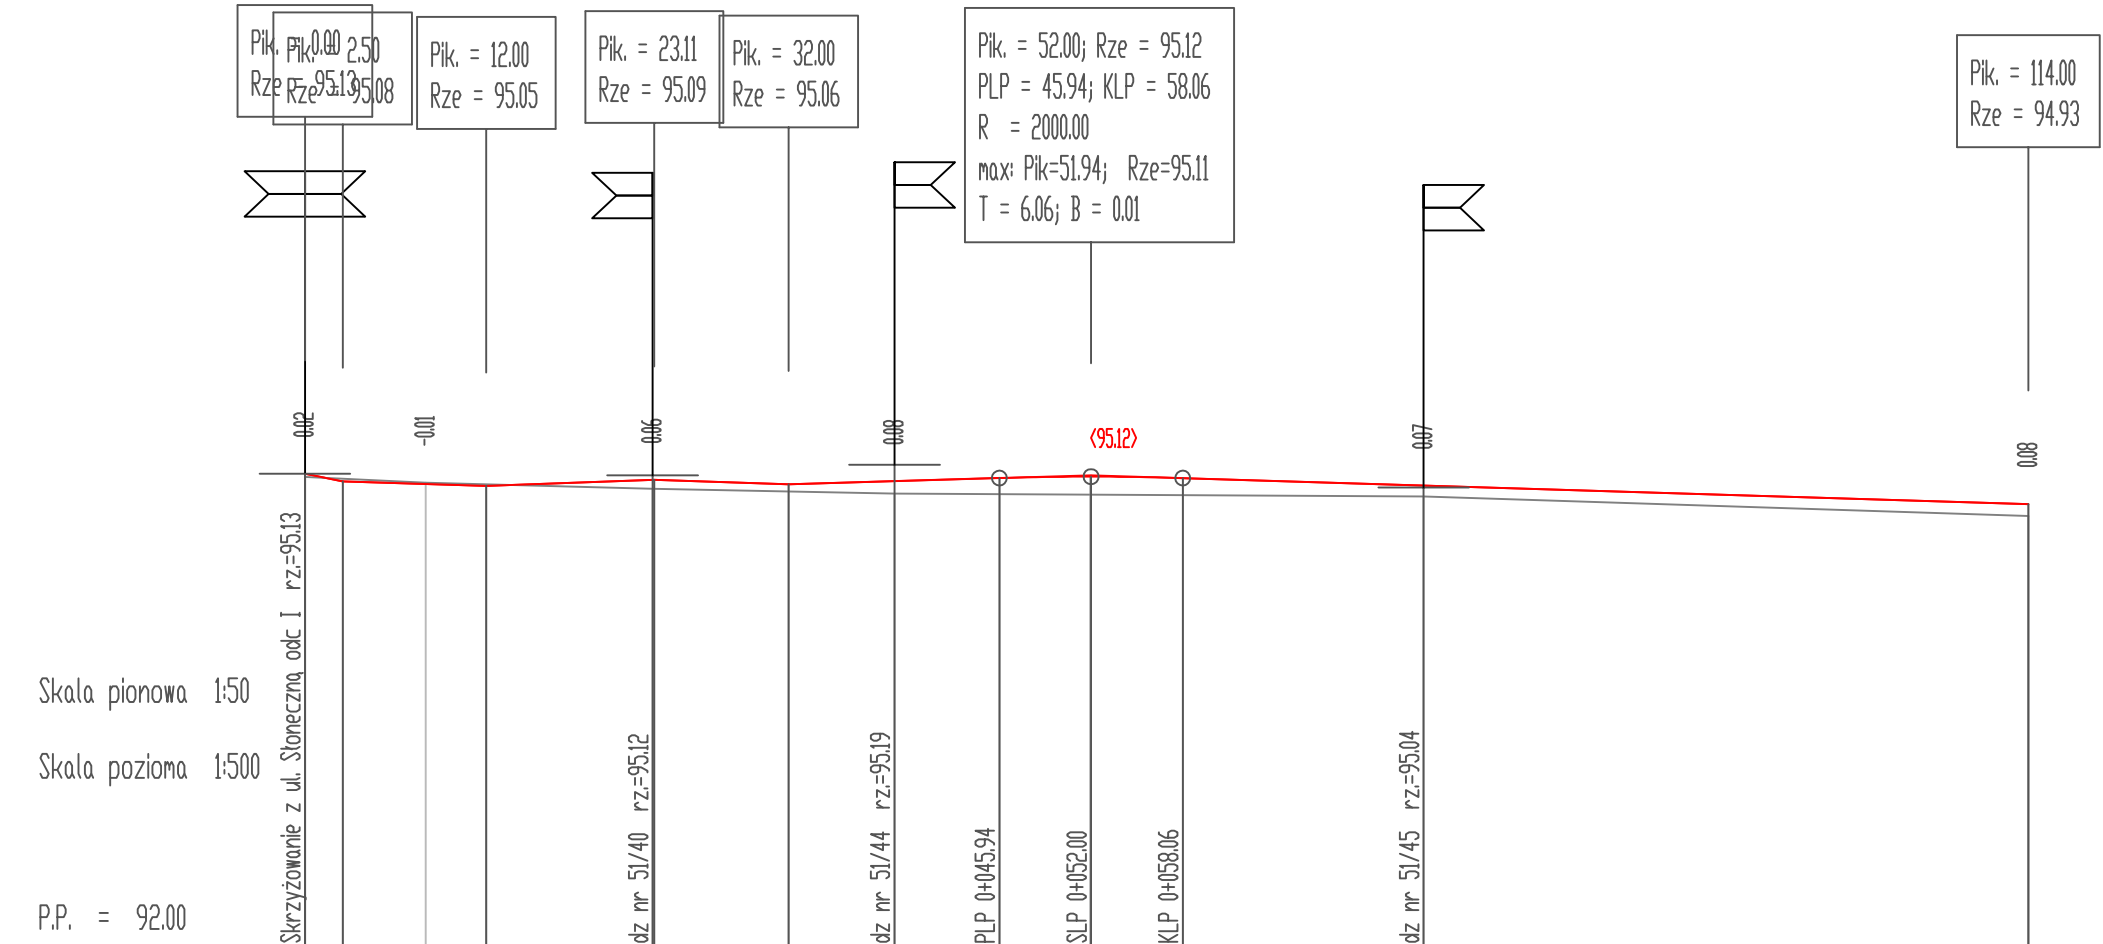 Pik. = 0.00
Rze = 95.13
Pik. = 2.50
Rze = 95.08
Pik. = 12.00
Rze = 95.05
Pik. = 23.11
Rze = 95.09
Pik. = 32.00
Rze = 95.06
Pik. = 52.00; Rze = 95.12
PLP = 45.94; KLP = 58.06
R = 2000.00
max: Pik=51.94; Rze=95.11
T = 6.06; B = 0.01
Pik. = 114.00
Rze = 94.93
0.02
-0.01
0.06
0.08
<95.12>
0.07
0.08
Skrzyżowanie z ul. Słoneczną odc I rz.=95.13
dz nr 51/40 rz.=95.12
dz nr 51/44 rz.=95.19
PLP 0+045.94
SLP 0+052.00
KLP 0+058.06
dz nr 51/45 rz.=95.04
Skala pionowa 1:50
Skala pozioma 1:500
P.P. = 92.00